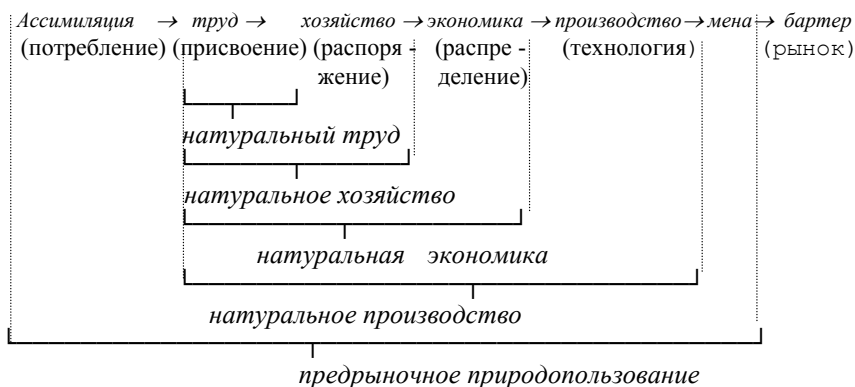 Ассимиляция → труд → хозяйство → экономика → производство → мена → бартер
(потребление) (присвоение) (распоря - (распре - (технология) (рынок)
жение) деление)
натуральный труд
натуральное хозяйство
натуральная экономика
натуральное производство
предрыночное природопользование